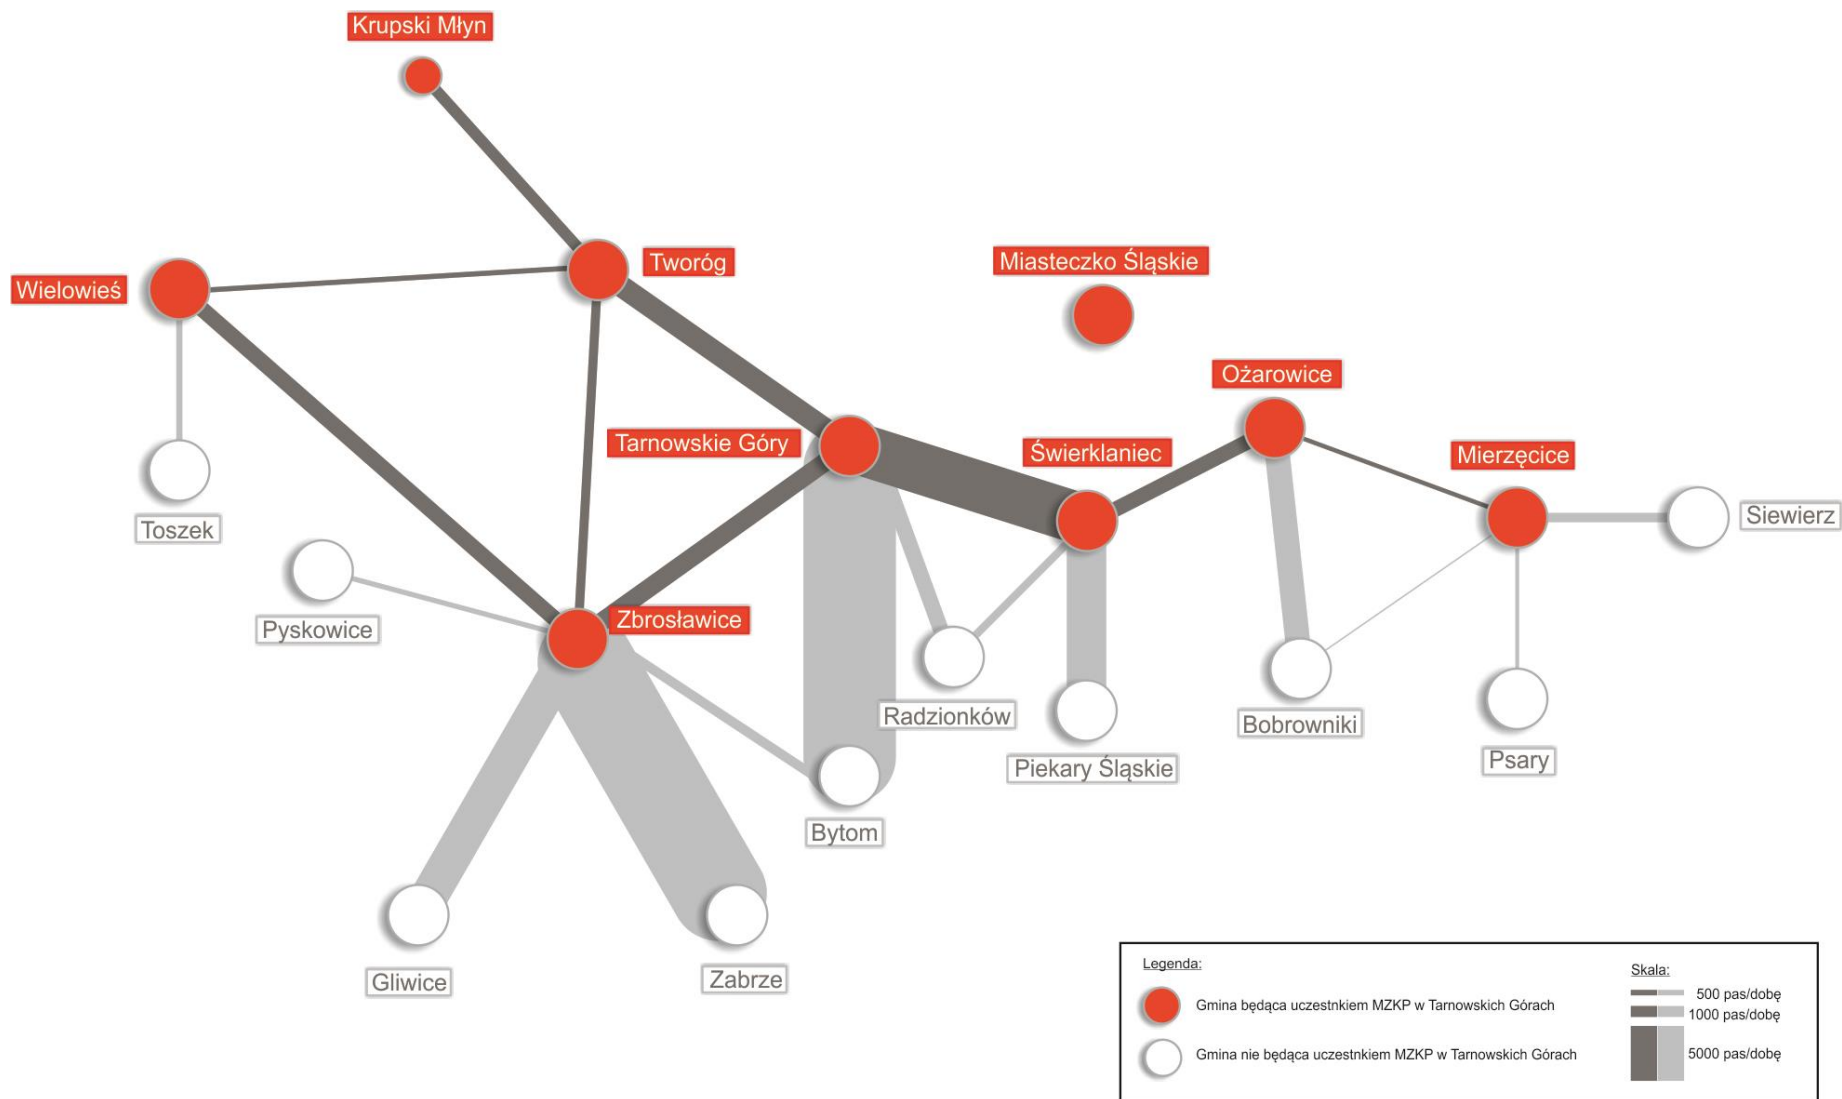 Krupski Młyn
Tworóg
Miasteczko Śląskie
Wielowieś
Ożarowice
Tarnowskie Góry
Świerklaniec
Mierzęcice
Siewierz
Toszek
Pyskowice
Zbrosławice
Radzionków
Bobrowniki
Piekary Śląskie
Psary
Bytom
Gliwice
Zabrze
Legenda:
Gmina będąca uczestnkiem MZKP w Tarnowskich Górach
Gmina nie będąca uczestnkiem MZKP w Tarnowskich Górach
Skala:
500 pas/dobę
1000 pas/dobę
5000 pas/dobę